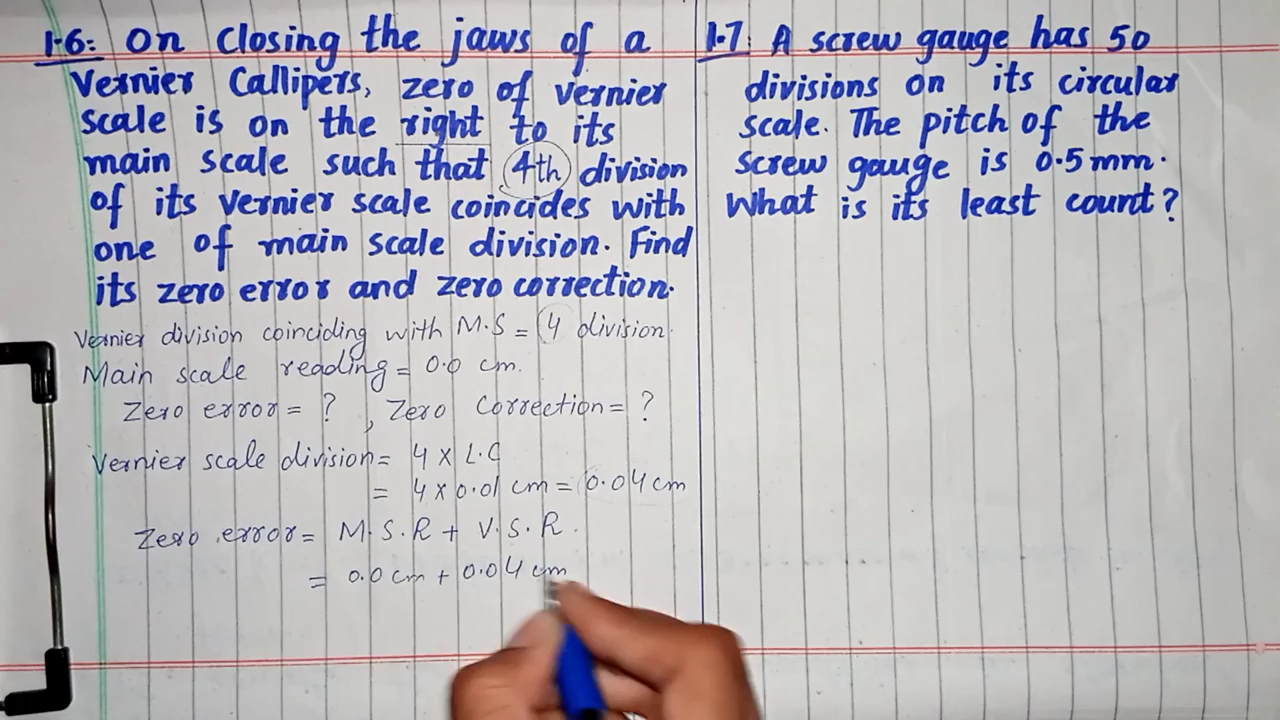 1.6: On Closing the jaws of a
Vernier Callipers, zero of vernier
scale is on the right to its
main scale such that 4th division
of its vernier scale coincides with
one of main scale division. Find
its zero error and zero correction.
Vernier division coinciding with M.S = 4 division.
Main scale reading = 0.0 cm.
Zero error = ? , Zero Correction = ?
Vernier scale division = 4 x L.C
= 4 x 0.01 cm = 0.04 cm
Zero error = M.S.R + V.S.R.
= 0.0 cm + 0.04 cm
1.7: A screw gauge has 50
divisions on its circular
scale. The pitch of the
screw gauge is 0.5 mm.
What is its least count?